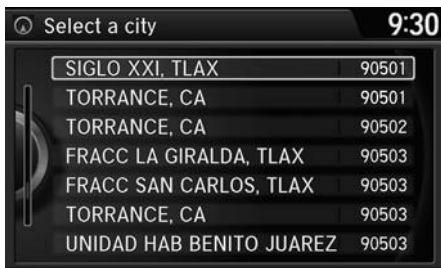 Select a city 9:30
SIGLO XXI, TLAX 90501
TORRANCE, CA 90501
TORRANCE, CA 90502
FRACC LA GIRALDA, TLAX 90503
FRACC SAN CARLOS, TLAX 90503
TORRANCE, CA 90503
UNIDAD HAB BENITO JUAREZ 90503